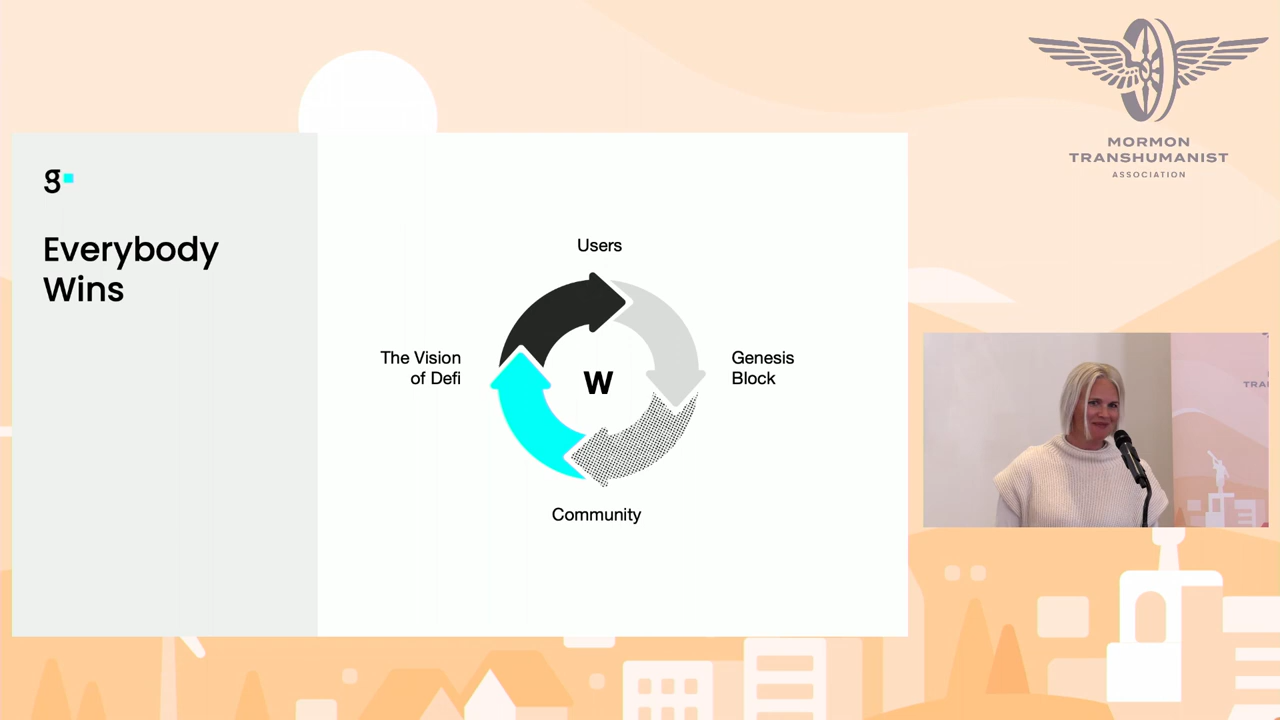 MORMON
TRANSHUMANIST
ASSOCIATION
g
Everybody
Wins
Users
The Vision
of Defi
W
Genesis
Block
Community